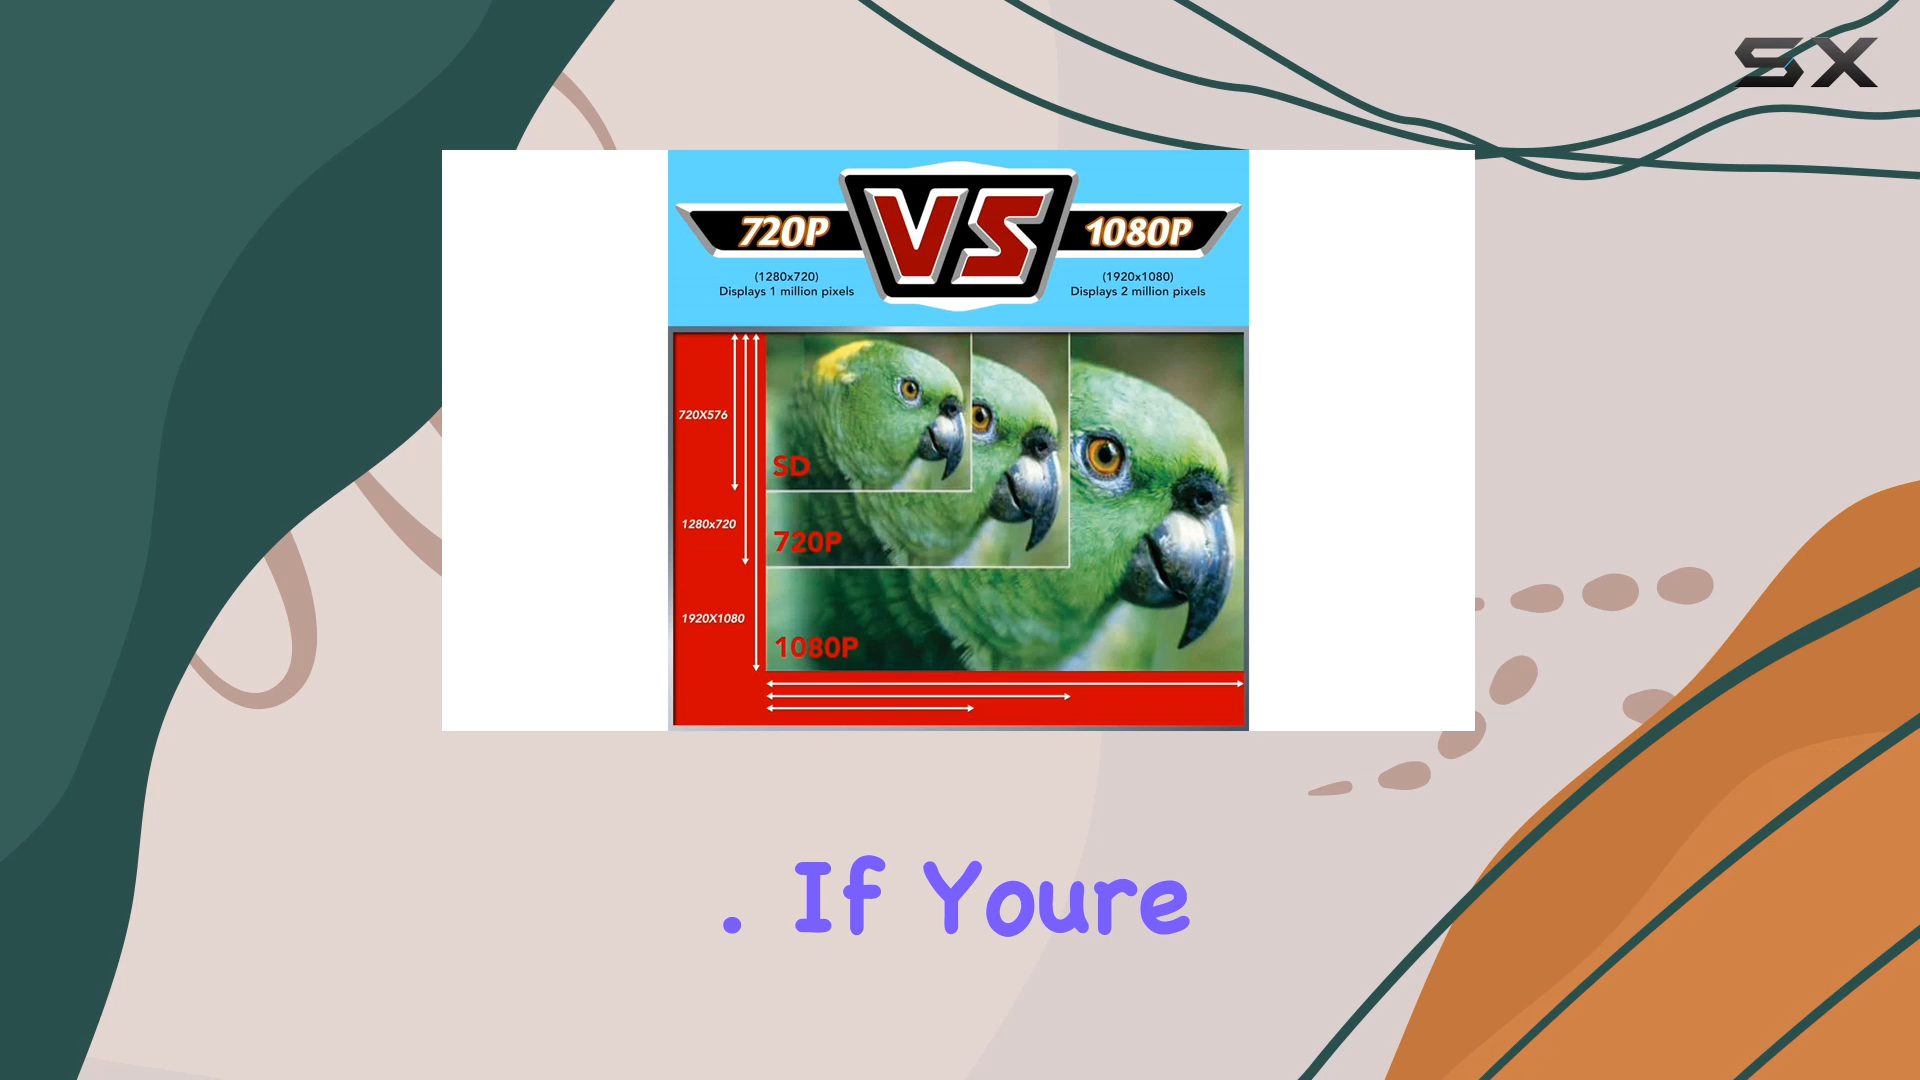 SX
720P VS 1080P
(1280x720)
Displays 1 million pixels
(1920x1080)
Displays 2 million pixels
720X576
SD
1280x720
720P
1920X1080
1080P
. If Youre